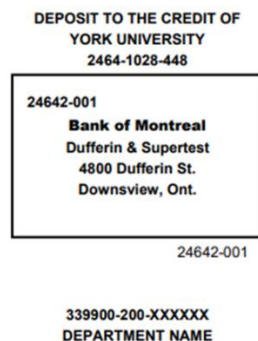 DEPOSIT TO THE CREDIT OF
YORK UNIVERSITY
2464-1028-448
24642-001
Bank of Montreal
Dufferin & Supertest
4800 Dufferin St.
Downsview, Ont.
24642-001
339900-200-XXXXXX
DEPARTMENT NAME